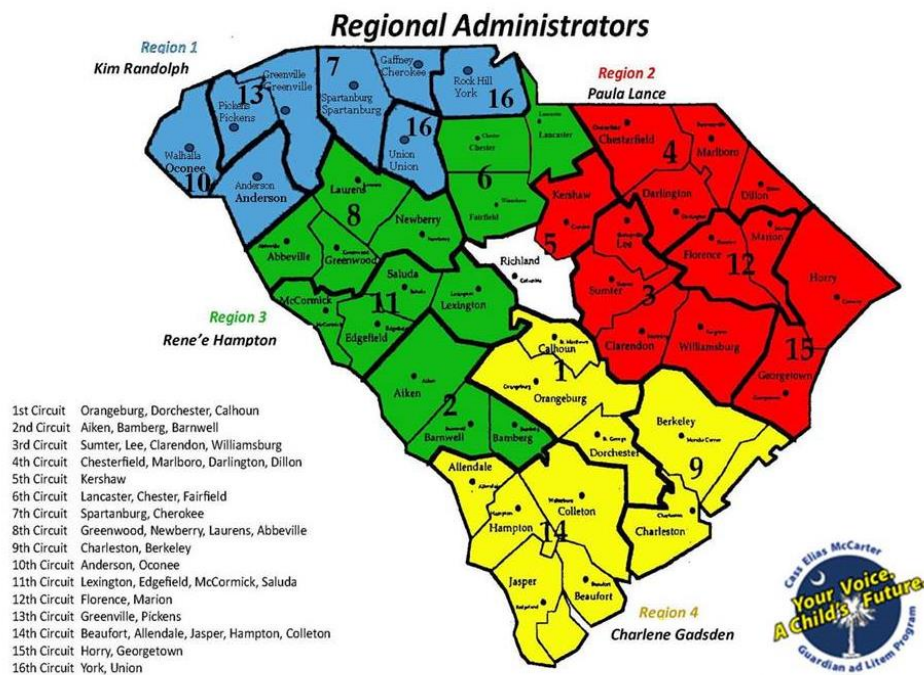 Regional Administrators
Region 1
Kim Randolph
Region 2
Paula Lance
Region 3
Rene'e Hampton
Region 4
Charlene Gadsden
7
Gaffney
Cherokee
Rock Hill
York
16
Greenville
Greenville
13
Spartanburg
Spartanburg
Pickens
Pickens
16
Union
Union
Walhalla
Oconee
10
Anderson
Anderson
Chester
Chester
Lancaster
Lancaster
6
Fairfield
Chesterfield
4
Marlboro
Darlington
Dillon
Laurens
8
Newberry
Abbeville
Greenwood
Kershaw
5
Lee
Florence
Marion
12
Horry
Richland
Columbia
Sumter
3
Saluda
McCormick
11
Lexington
Edgefield
Clarendon
Williamsburg
15
Georgetown
Calhoun
1
Orangeburg
Orangeburg
Aiken
Aiken
2
Barnwell
Bamberg
Berkeley
Dorchester
9
Allendale
Colleton
Hampton
14
Charleston
Jasper
Beaufort
1st Circuit Orangeburg, Dorchester, Calhoun
2nd Circuit Aiken, Bamberg, Barnwell
3rd Circuit Sumter, Lee, Clarendon, Williamsburg
4th Circuit Chesterfield, Marlboro, Darlington, Dillon
5th Circuit Kershaw
6th Circuit Lancaster, Chester, Fairfield
7th Circuit Spartanburg, Cherokee
8th Circuit Greenwood, Newberry, Laurens, Abbeville
9th Circuit Charleston, Berkeley
10th Circuit Anderson, Oconee
11th Circuit Lexington, Edgefield, McCormick, Saluda
12th Circuit Florence, Marion
13th Circuit Greenville, Pickens
14th Circuit Beaufort, Allendale, Jasper, Hampton, Colleton
15th Circuit Horry, Georgetown
16th Circuit York, Union
Cass Elias McCarter
Your Voice.
A Child's Future.
Guardian ad Litem Program